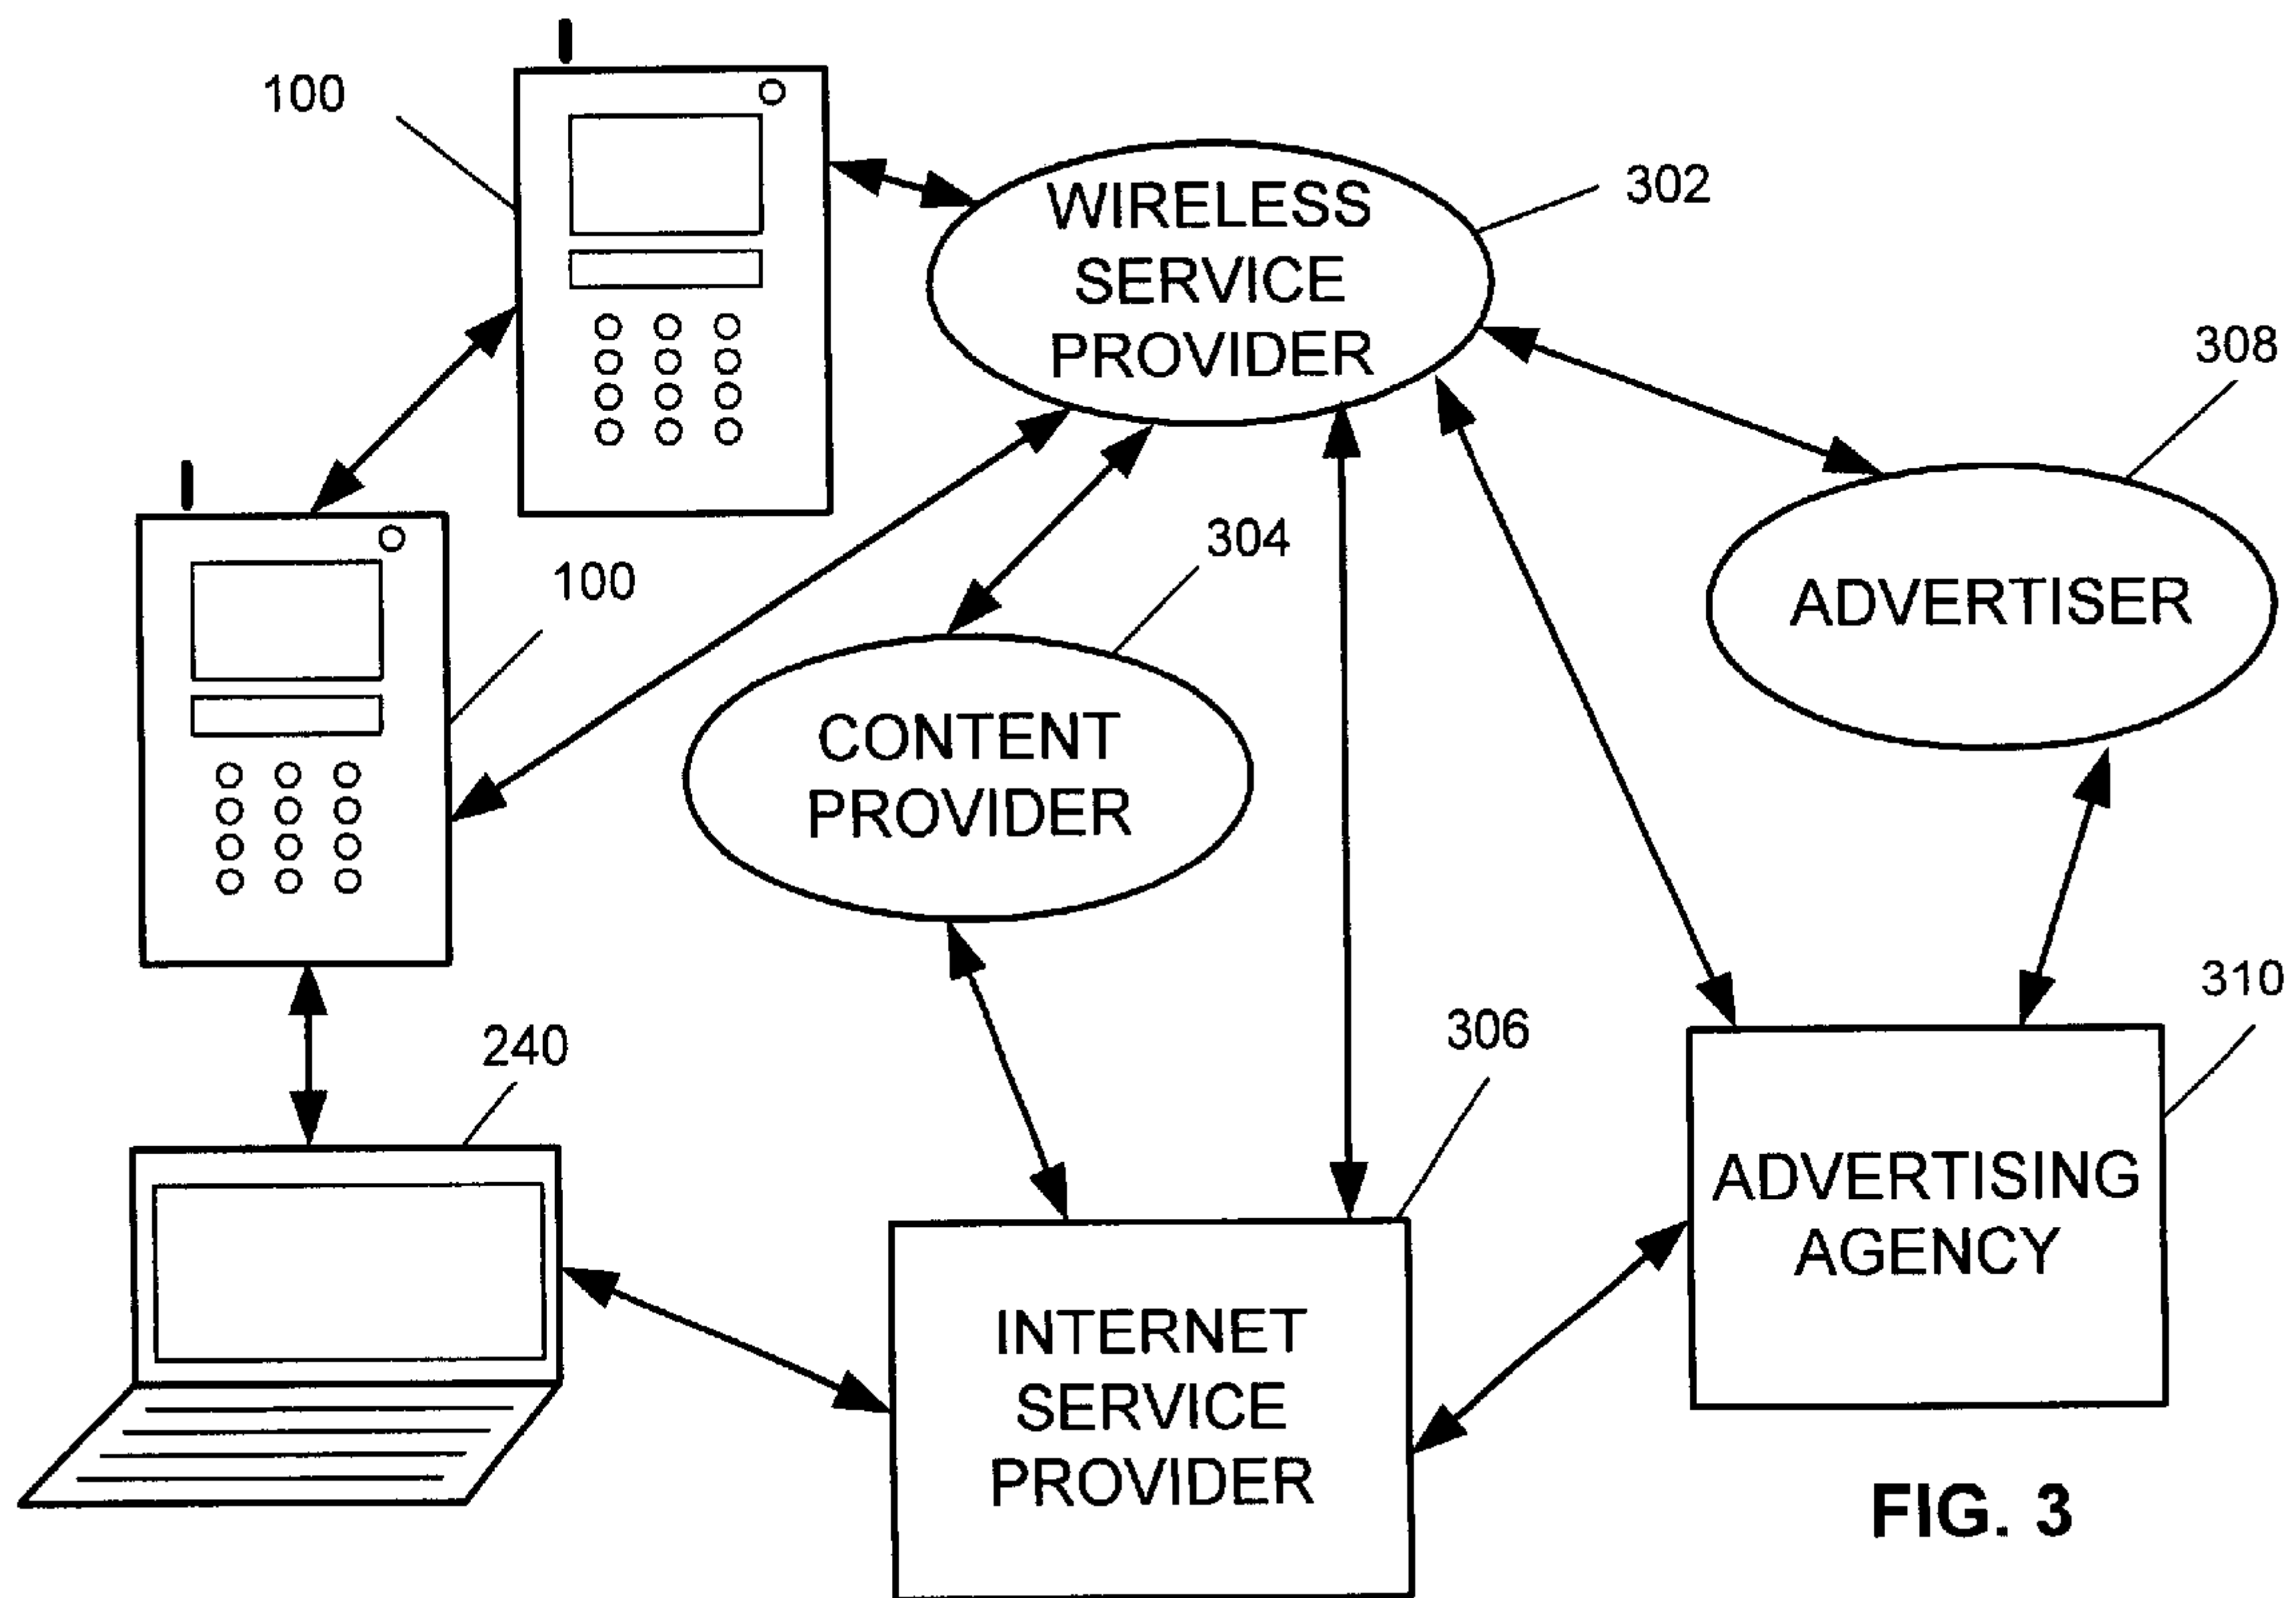 100
WIRELESS
SERVICE
PROVIDER
302
308
ADVERTISER
100
304
CONTENT
PROVIDER
240
306
310
ADVERTISING
AGENCY
INTERNET
SERVICE
PROVIDER
FIG. 3